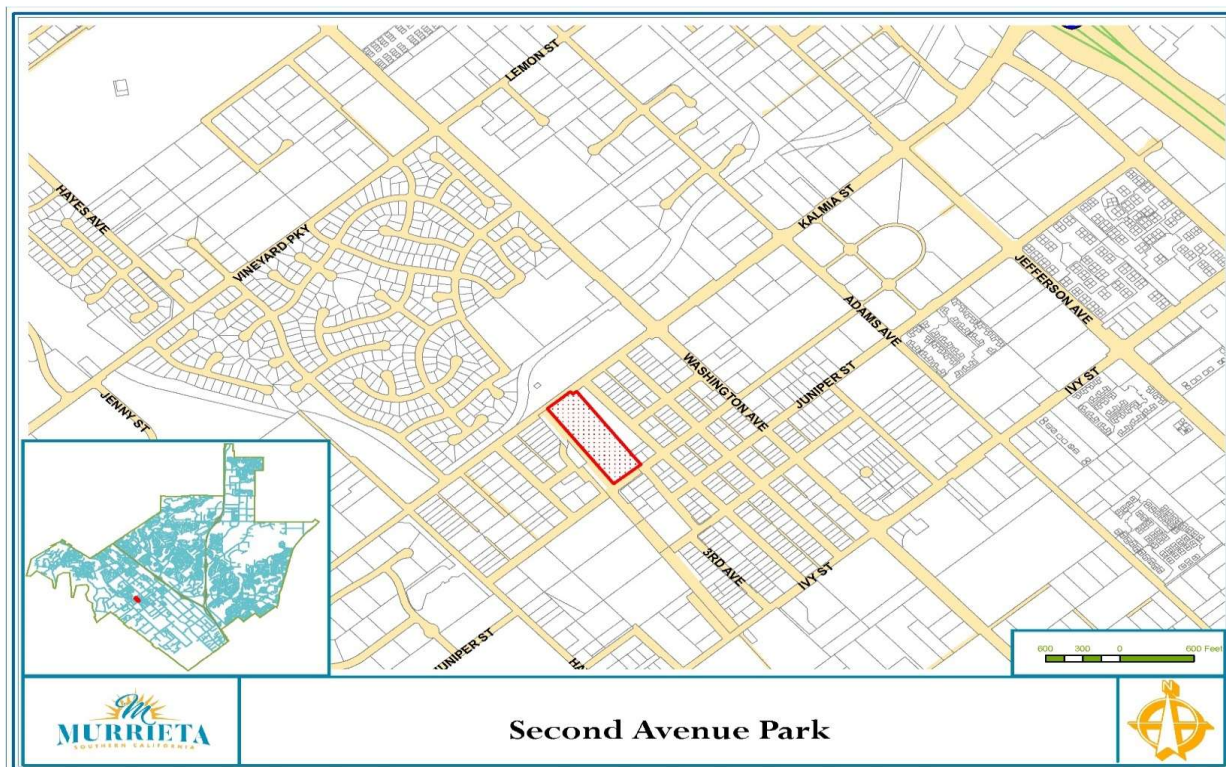 LEMON ST
HAYES AVE
VINEYARD PKY
KALMIA ST
JEFFERSON AVE
ADAMS AVE
WASHINGTON AVE
JUNIPER ST
IVY ST
JENNY ST
3RD AVE
IVY ST
JUNIPER ST
HA
600 300 0 600 Feet
M
MURRIETA
SOUTHERN CALIFORNIA
Second Avenue Park
N